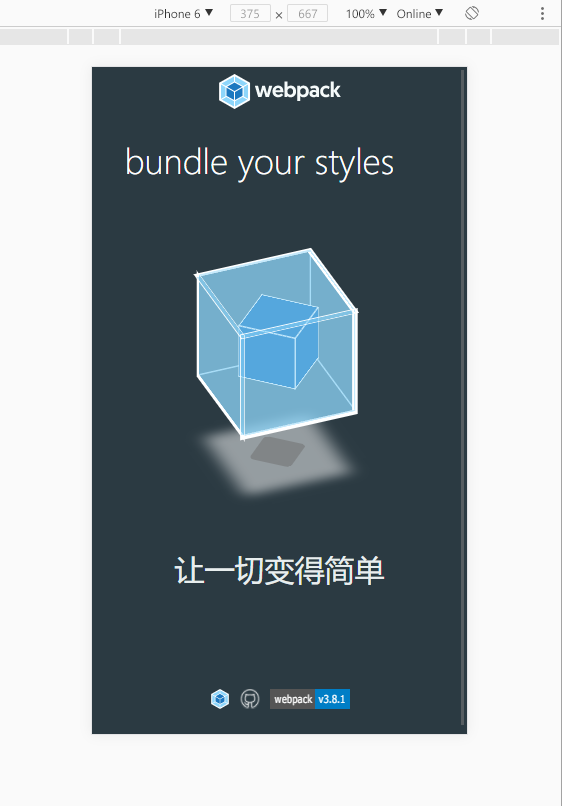 iPhone 6 ▼ 375 × 667 100% ▼ Online ▼
webpack
bundle your styles
让一切变得简单
webpack v3.8.1